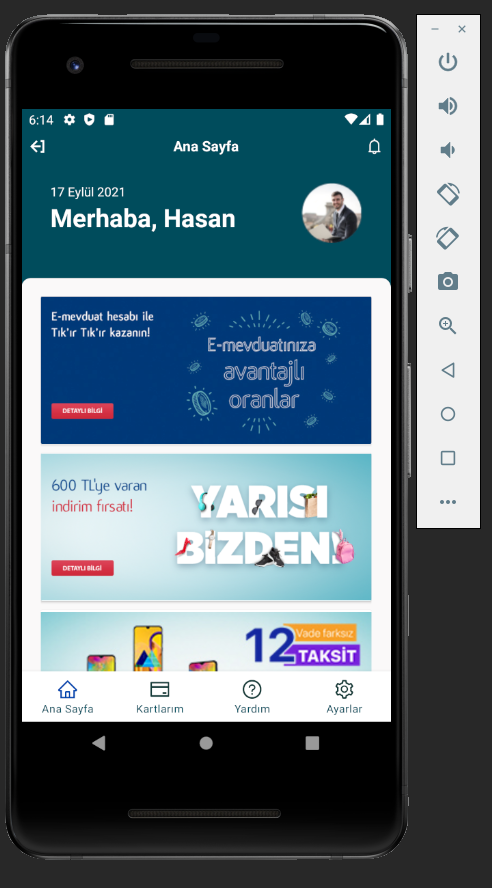 6:14
Ana Sayfa
17 Eylül 2021
Merhaba, Hasan
E-mevduat hesabı ile
Tık'ır Tık'ır kazanın!
DETAYLI BİLGİ
E-mevduatınıza
avantajlı
oranlar
600 TL'ye varan
indirim fırsatı!
DETAYLI BİLGİ
YARISI
BİZDEN!
12
Vade farksız
TAKSİT
Ana Sayfa
Kartlarım
Yardım
Ayarlar